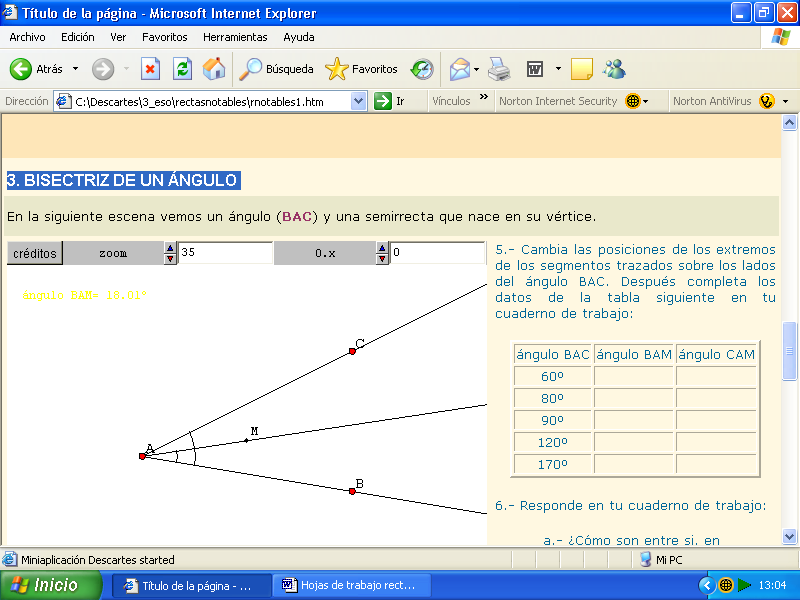 Título de la página - Microsoft Internet Explorer
Archivo Edición Ver Favoritos Herramientas Ayuda
Atrás Búsqueda Favoritos
Dirección C:\Descartes\3_eso\rectasnotables\rnotables1.htm Ir Vínculos » Norton Internet Security Norton AntiVirus
3. BISECTRIZ DE UN ÁNGULO
En la siguiente escena vemos un ángulo (BAC) y una semirrecta que nace en su vértice.
créditos zoom 35 O.x 0
ángulo BAM= 18.01°
C
M
A
B
5.- Cambia las posiciones de los extremos
de los segmentos trazados sobre los lados
del ángulo BAC. Después completa los
datos de la tabla siguiente en tu
cuaderno de trabajo:
ángulo BAC ángulo BAM ángulo CAM
60º
80º
90º
120º
170º
6.- Responde en tu cuaderno de trabajo:
a.- ¿Cómo son entre si. en
Miniaplicación Descartes started Mi PC
Inicio Título de la página - ... Hojas de trabajo rect... 13:04